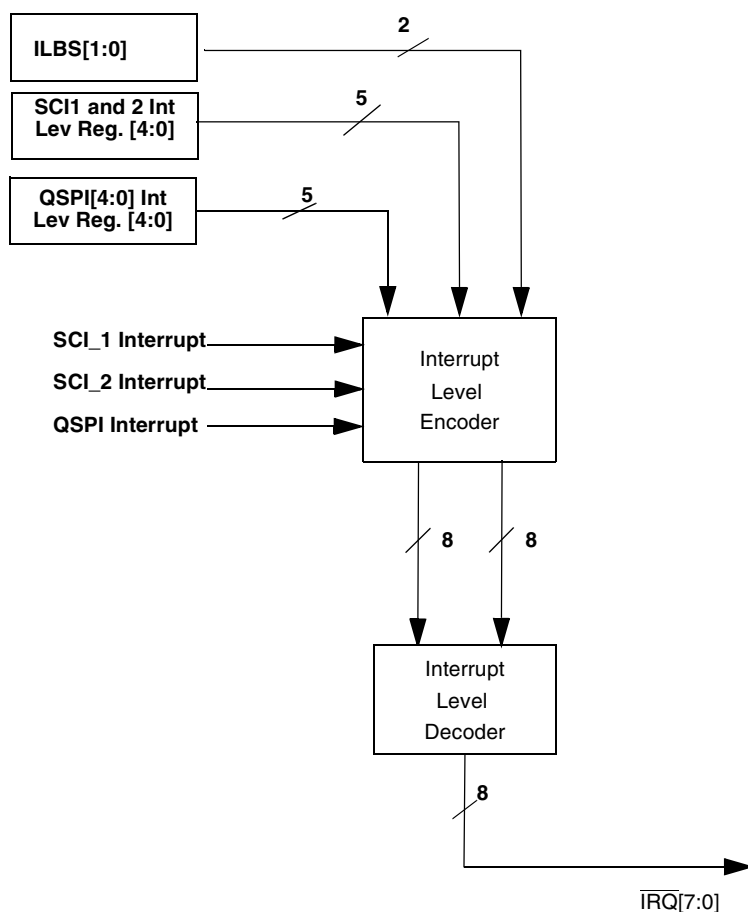 ILBS[1:0]
2
SCI1 and 2 Int
Lev Reg. [4:0]
5
QSPI[4:0] Int
Lev Reg. [4:0]
5
SCI_1 Interrupt
SCI_2 Interrupt
QSPI Interrupt
Interrupt
Level
Encoder
8
8
Interrupt
Level
Decoder
8
I̅R̅Q̅[7:0]